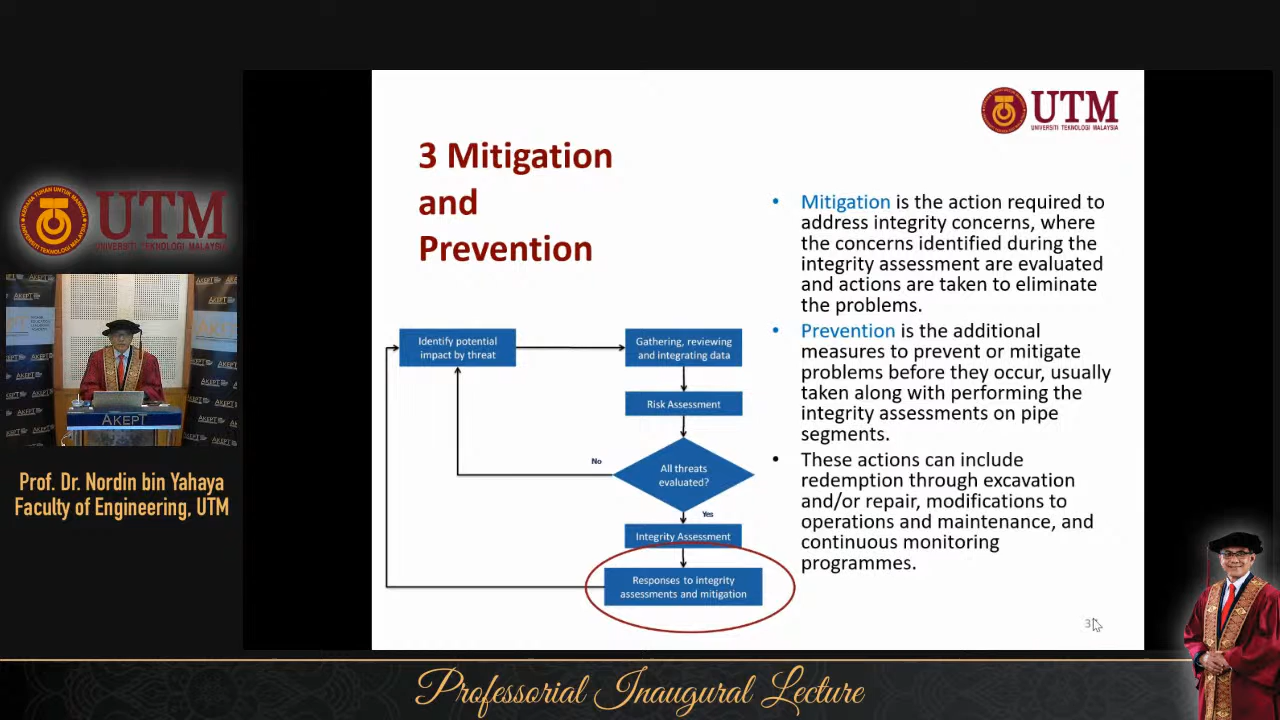 UTM
UNIVERSITI TEKNOLOGI MALAYSIA
AKEPT
AKEPT
AKEPT
Prof. Dr. Nordin bin Yahaya
Faculty of Engineering, UTM
UTM
UNIVERSITI TEKNOLOGI MALAYSIA
3 Mitigation
and
Prevention
Identify potential
impact by threat
Gathering, reviewing
and integrating data
Risk Assessment
All threats
evaluated?
No
Yes
Integrity Assessment
Responses to integrity
assessments and mitigation
• Mitigation is the action required to
address integrity concerns, where
the concerns identified during the
integrity assessment are evaluated
and actions are taken to eliminate
the problems.
• Prevention is the additional
measures to prevent or mitigate
problems before they occur, usually
taken along with performing the
integrity assessments on pipe
segments.
• These actions can include
redemption through excavation
and/or repair, modifications to
operations and maintenance, and
continuous monitoring
programmes.
Professorial Inaugural Lecture